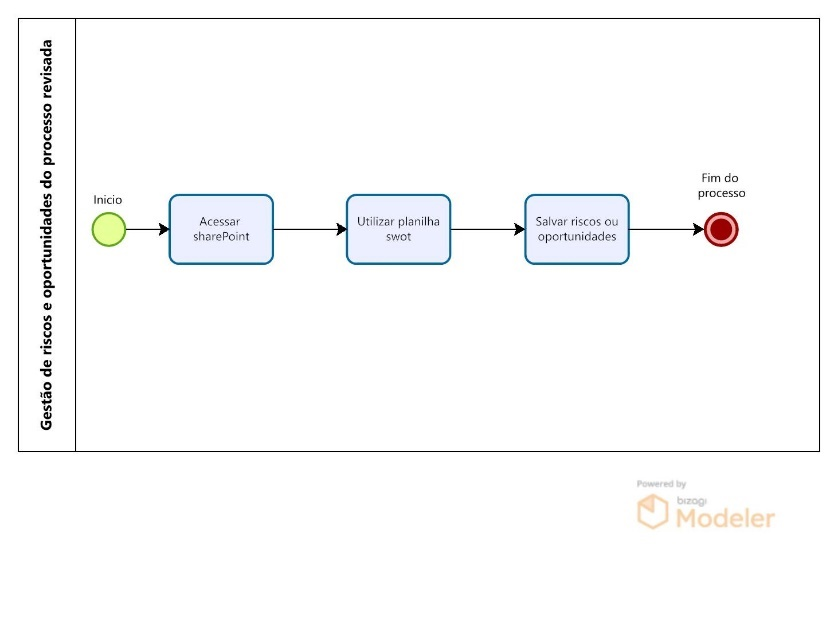 Gestão de riscos e oportunidades do processo revisada
Inicio
Acessar
sharePoint
Utilizar planilha
swot
Salvar riscos ou
oportunidades
Fim do
processo
Powered by
bizagi
Modeler